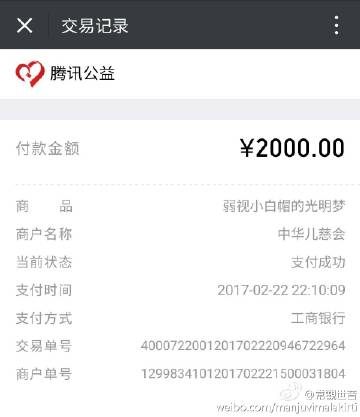 交易记录
腾讯公益
付款金额 ¥2000.00
商 品 弱视小白帽的光明梦
商户名称 中华儿慈会
当前状态 支付成功
支付时间 2017-02-22 22:10:09
支付方式 工商银行
交易单号 4000722001201702220946722964
商户单号 1299834101201702221500031804
@常觀世音
weibo.com/manjuvimalakirti